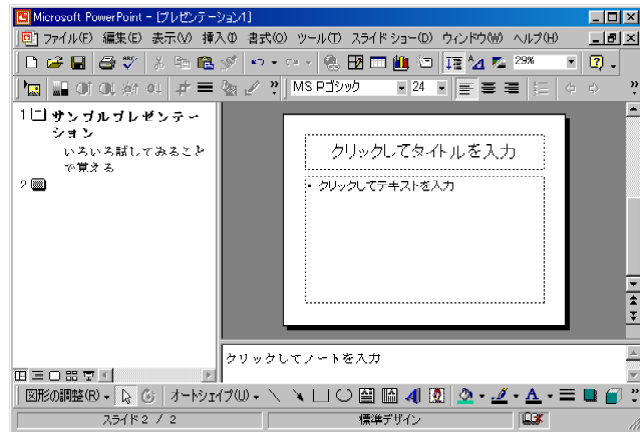 Microsoft PowerPoint - [プレゼンテーション1]
ファイル(F) 編集(E) 表示(V) 挿入(I) 書式(O) ツール(T) スライド ショー(D) ウィンドウ(W) ヘルプ(H)
29%
MS Pゴシック 24
1 サンプルプレゼンテー
ション
いろいろ試してみること
で覚える
2
クリックしてタイトルを入力
• クリックしてテキストを入力
クリックしてノートを入力
図形の調整(R) オートシェイプ(U)
スライド 2 / 2 標準デザイン